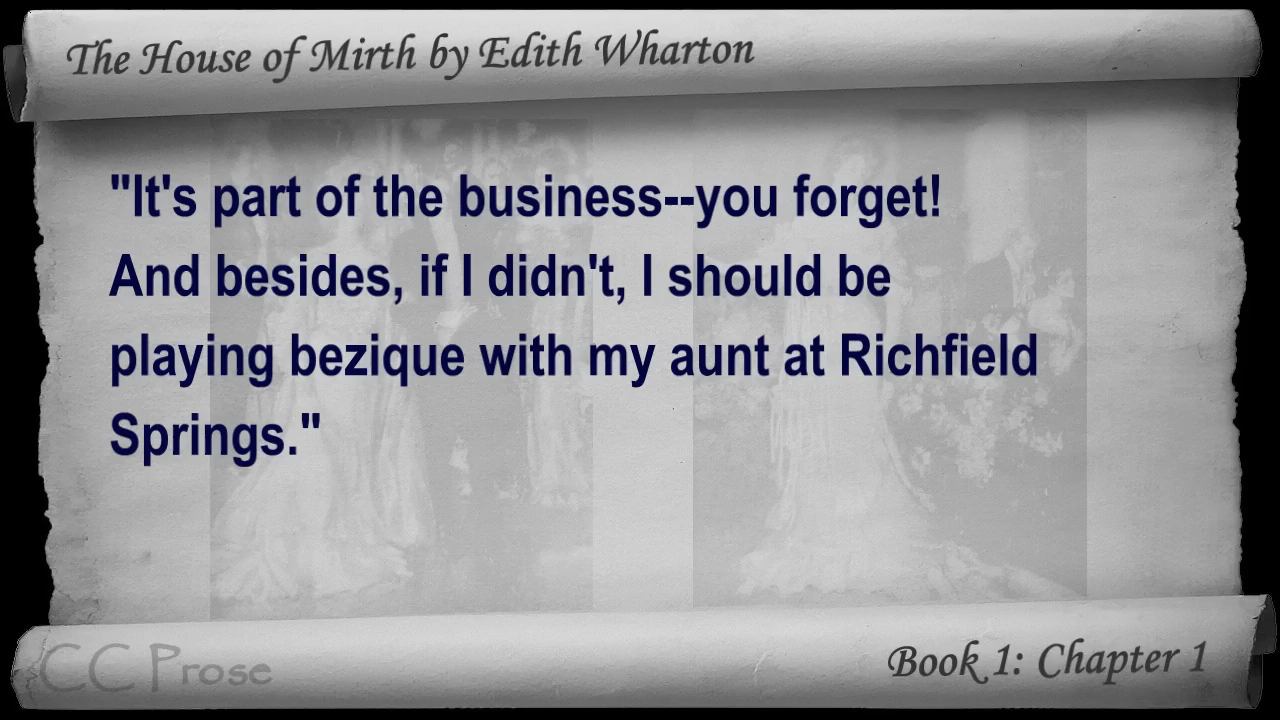 The House of Mirth by Edith Wharton
"It's part of the business--you forget!
And besides, if I didn't, I should be
playing bezique with my aunt at Richfield
Springs."
CC Prose
Book 1: Chapter 1